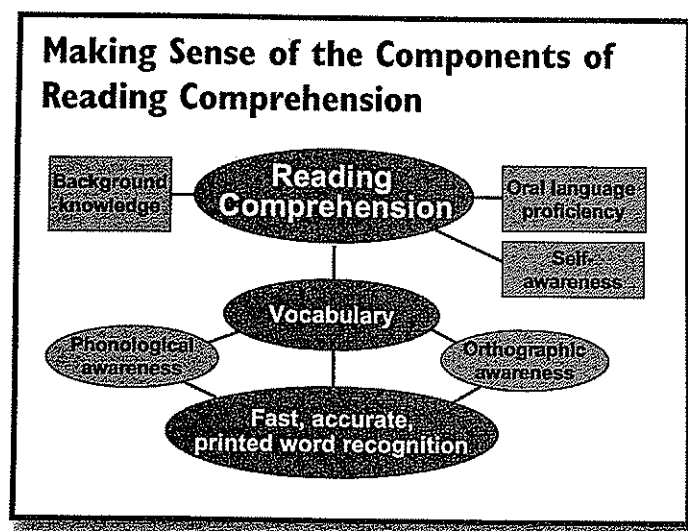 Making Sense of the Components of
Reading Comprehension
Background
knowledge
Reading
Comprehension
Oral language
proficiency
Self-
awareness
Vocabulary
Phonological
awareness
Orthographic
awareness
Fast, accurate,
printed word recognition